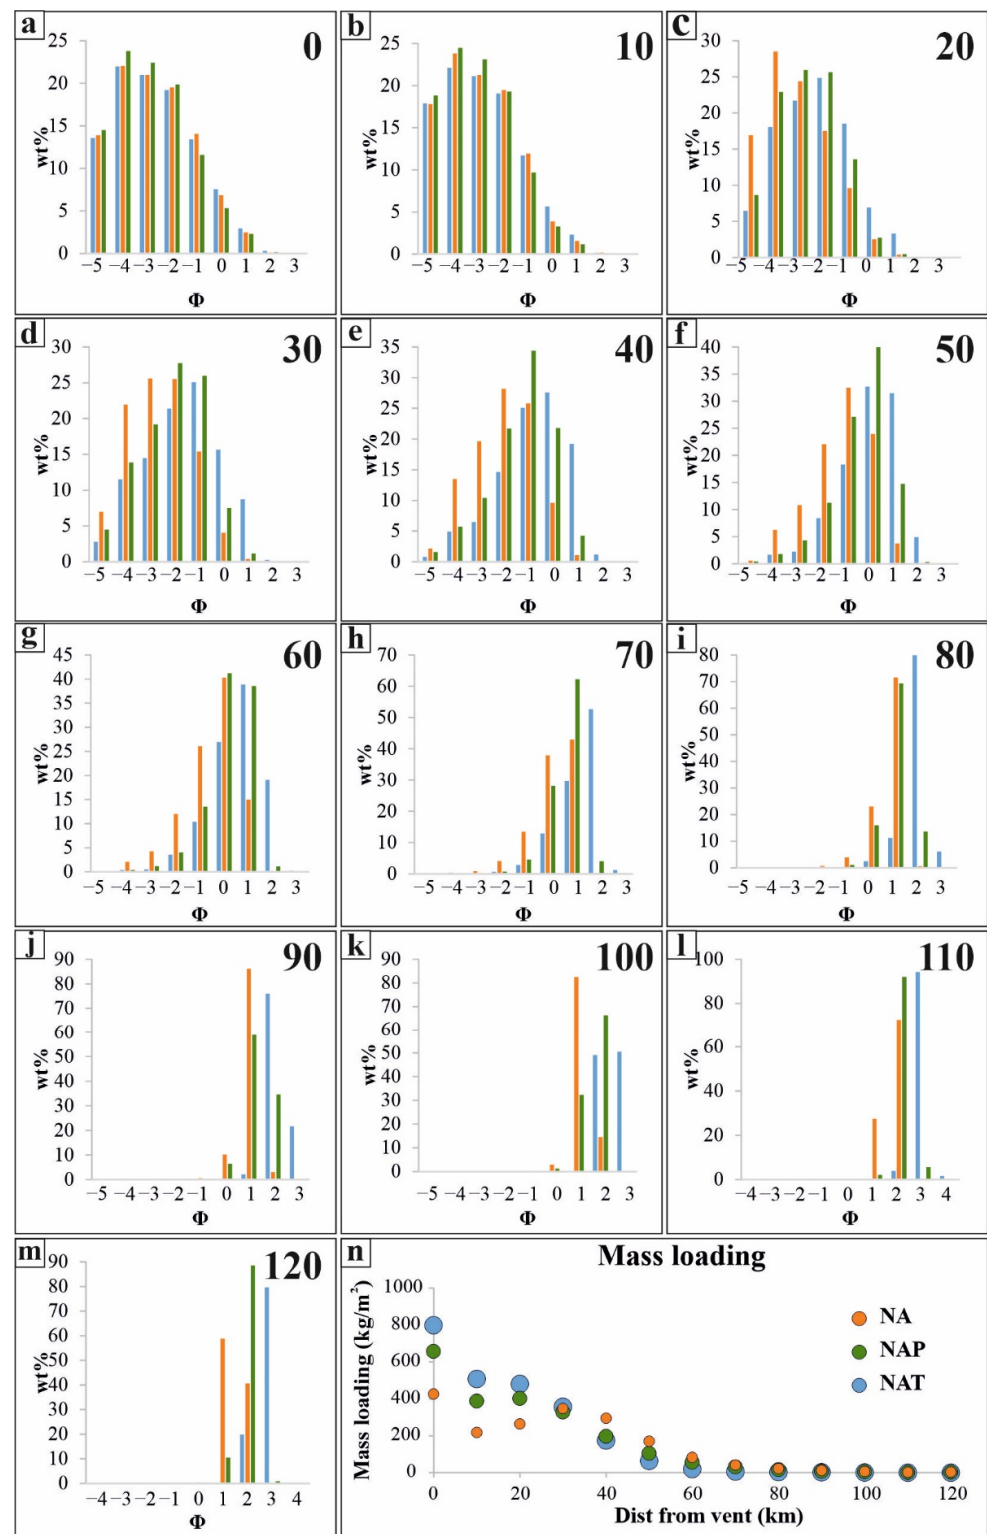 a
0
25
20
15
10
5
0
wt%
−5 −4 −3 −2 −1 0 1 2 3
Φ
b
10
25
20
15
10
5
0
wt%
−5 −4 −3 −2 −1 0 1 2 3
Φ
c
20
30
25
20
15
10
5
0
wt%
−5 −4 −3 −2 −1 0 1 2 3
Φ
d
30
30
25
20
15
10
5
0
wt%
−5 −4 −3 −2 −1 0 1 2 3
Φ
e
40
35
30
25
20
15
10
5
0
wt%
−5 −4 −3 −2 −1 0 1 2 3
Φ
f
50
40
35
30
25
20
15
10
5
0
wt%
−5 −4 −3 −2 −1 0 1 2 3
Φ
g
60
45
40
35
30
25
20
15
10
5
0
wt%
−5 −4 −3 −2 −1 0 1 2 3
Φ
h
70
70
60
50
40
30
20
10
0
wt%
−5 −4 −3 −2 −1 0 1 2 3
Φ
i
80
80
70
60
50
40
30
20
10
0
wt%
−5 −4 −3 −2 −1 0 1 2 3
Φ
j
90
90
80
70
60
50
40
30
20
10
0
wt%
−5 −4 −3 −2 −1 0 1 2 3
Φ
k
100
90
80
70
60
50
40
30
20
10
0
wt%
−5 −4 −3 −2 −1 0 1 2 3
Φ
l
110
100
80
60
40
20
0
wt%
−4 −3 −2 −1 0 1 2 3 4
Φ
m
120
90
80
70
60
50
40
30
20
10
0
wt%
−4 −3 −2 −1 0 1 2 3 4
Φ
n
Mass loading
1000
800
600
400
200
0
Mass loading (kg/m²)
NA
NAP
NAT
0 20 40 60 80 100 120
Dist from vent (km)